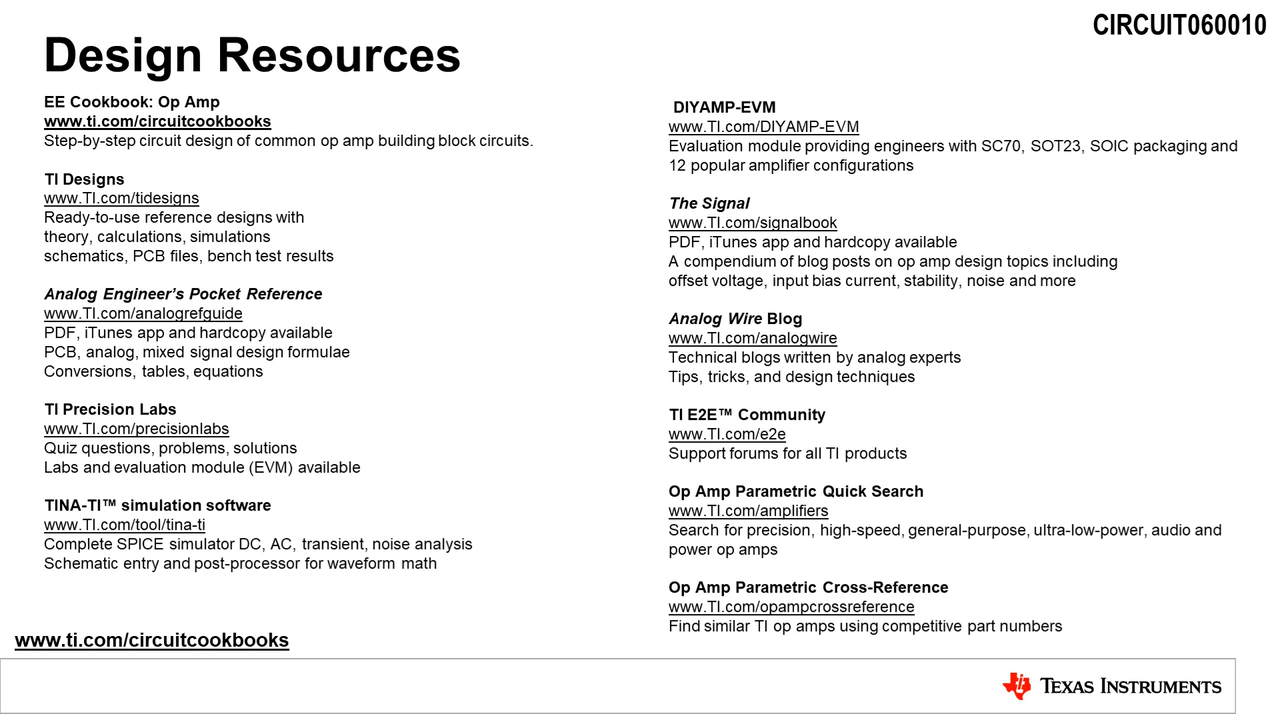 CIRCUIT060010
Design Resources
EE Cookbook: Op Amp
www.ti.com/circuitcookbooks
Step-by-step circuit design of common op amp building block circuits.
TI Designs
www.TI.com/tidesigns
Ready-to-use reference designs with
theory, calculations, simulations
schematics, PCB files, bench test results
Analog Engineer's Pocket Reference
www.TI.com/analogrefguide
PDF, iTunes app and hardcopy available
PCB, analog, mixed signal design formulae
Conversions, tables, equations
TI Precision Labs
www.TI.com/precisionlabs
Quiz questions, problems, solutions
Labs and evaluation module (EVM) available
TINA-TI™ simulation software
www.TI.com/tool/tina-ti
Complete SPICE simulator DC, AC, transient, noise analysis
Schematic entry and post-processor for waveform math
DIYAMP-EVM
www.TI.com/DIYAMP-EVM
Evaluation module providing engineers with SC70, SOT23, SOIC packaging and
12 popular amplifier configurations
The Signal
www.TI.com/signalbook
PDF, iTunes app and hardcopy available
A compendium of blog posts on op amp design topics including
offset voltage, input bias current, stability, noise and more
Analog Wire Blog
www.TI.com/analogwire
Technical blogs written by analog experts
Tips, tricks, and design techniques
TI E2E™ Community
www.TI.com/e2e
Support forums for all TI products
Op Amp Parametric Quick Search
www.TI.com/amplifiers
Search for precision, high-speed, general-purpose, ultra-low-power, audio and
power op amps
Op Amp Parametric Cross-Reference
www.TI.com/opampcrossreference
Find similar TI op amps using competitive part numbers
www.ti.com/circuitcookbooks
TEXAS INSTRUMENTS